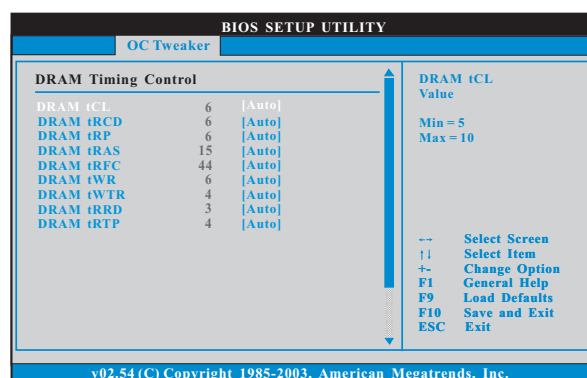 BIOS SETUP UTILITY
OC Tweaker
DRAM Timing Control
DRAM tCL 6 [Auto]
DRAM tRCD 6 [Auto]
DRAM tRP 6 [Auto]
DRAM tRAS 15 [Auto]
DRAM tRFC 44 [Auto]
DRAM tWR 6 [Auto]
DRAM tWTR 4 [Auto]
DRAM tRRD 3 [Auto]
DRAM tRTP 4 [Auto]
DRAM tCL
Value
Min = 5
Max = 10
←→ Select Screen
↑↓ Select Item
+- Change Option
F1 General Help
F9 Load Defaults
F10 Save and Exit
ESC Exit
v02.54 (C) Copyright 1985-2003, American Megatrends, Inc.